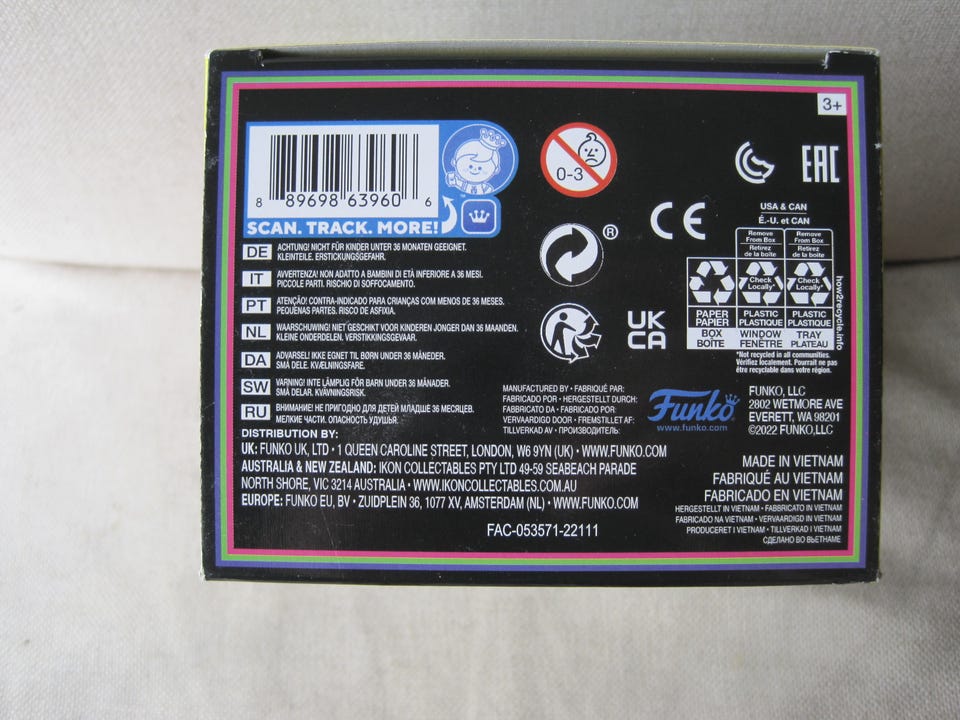 3+
8 89698 63960 6
SCAN. TRACK. MORE!
0-3
EAC
CE
®
UK
CA
USA & CAN
É.-U. et CAN
Remove From Box
Retirez de la boîte
Remove From Box
Retirez de la boîte
Check Locally*
Check Locally*
PAPER PAPIER
PLASTIC PLASTIQUE
PLASTIC PLASTIQUE
BOX BOÎTE
WINDOW FENÊTRE
TRAY PLATEAU
how2recycle.info
*Not recycled in all communities.
Vérifiez localement. Pourrait ne pas
être recyclable dans votre région.
DE ACHTUNG! NICHT FÜR KINDER UNTER 36 MONATEN GEEIGNET.
KLEINTEILE. ERSTICKUNGSGEFAHR.
IT AVVERTENZA! NON ADATTO A BAMBINI DI ETÀ INFERIORE A 36 MESI.
PICCOLE PARTI. RISCHIO DI SOFFOCAMENTO.
PT ATENÇÃO! CONTRA-INDICADO PARA CRIANÇAS COM MENOS DE 36 MESES.
PEQUENAS PARTES. RISCO DE ASFIXIA.
NL WAARSCHUWING! NIET GESCHIKT VOOR KINDEREN JONGER DAN 36 MAANDEN.
KLEINE ONDERDELEN. VERSTIKKINGSGEVAAR.
DA ADVARSEL! IKKE EGNET TIL BØRN UNDER 36 MÅNEDER.
SMÅ DELE. KVÆLNINGSFARE.
SW VARNING! INTE LÄMPLIG FÖR BARN UNDER 36 MÅNADER.
SMÅ DELAR. KVÄVNINGSRISK.
RU ВНИМАНИЕ! НЕ ПРИГОДНО ДЛЯ ДЕТЕЙ МЛАДШЕ 36 МЕСЯЦЕВ.
МЕЛКИЕ ЧАСТИ. ОПАСНОСТЬ УДУШЬЯ.
MANUFACTURED BY • FABRIQUÉ PAR:
FABRICADO POR • HERGESTELLT DURCH:
FABBRICATO DA • FABRICADO POR:
VERVAARDIGD DOOR • FREMSTILLET AF:
TILLVERKAD AV • ПРОИЗВОДИТЕЛЬ:
Funko
www.funko.com
FUNKO, LLC
2802 WETMORE AVE
EVERETT, WA 98201
©2022 FUNKO,LLC
DISTRIBUTION BY:
UK: FUNKO UK, LTD • 1 QUEEN CAROLINE STREET, LONDON, W6 9YN (UK) • WWW.FUNKO.COM
AUSTRALIA & NEW ZEALAND: IKON COLLECTABLES PTY LTD 49-59 SEABEACH PARADE
NORTH SHORE, VIC 3214 AUSTRALIA • WWW.IKONCOLLECTABLES.COM.AU
EUROPE: FUNKO EU, BV • ZUIDPLEIN 36, 1077 XV, AMSTERDAM (NL) • WWW.FUNKO.COM
FAC-053571-22111
MADE IN VIETNAM
FABRIQUÉ AU VIETNAM
FABRICADO EN VIETNAM
HERGESTELLT IN VIETNAM • FABBRICATO IN VIETNAM
FABRICADO NA VIETNAM • VERVAARDIGD IN VIETNAM
PRODUCERET I VIETNAM • TILLVERKAD I VIETNAM
СДЕЛАНО ВО ВЬЕТНАМЕ